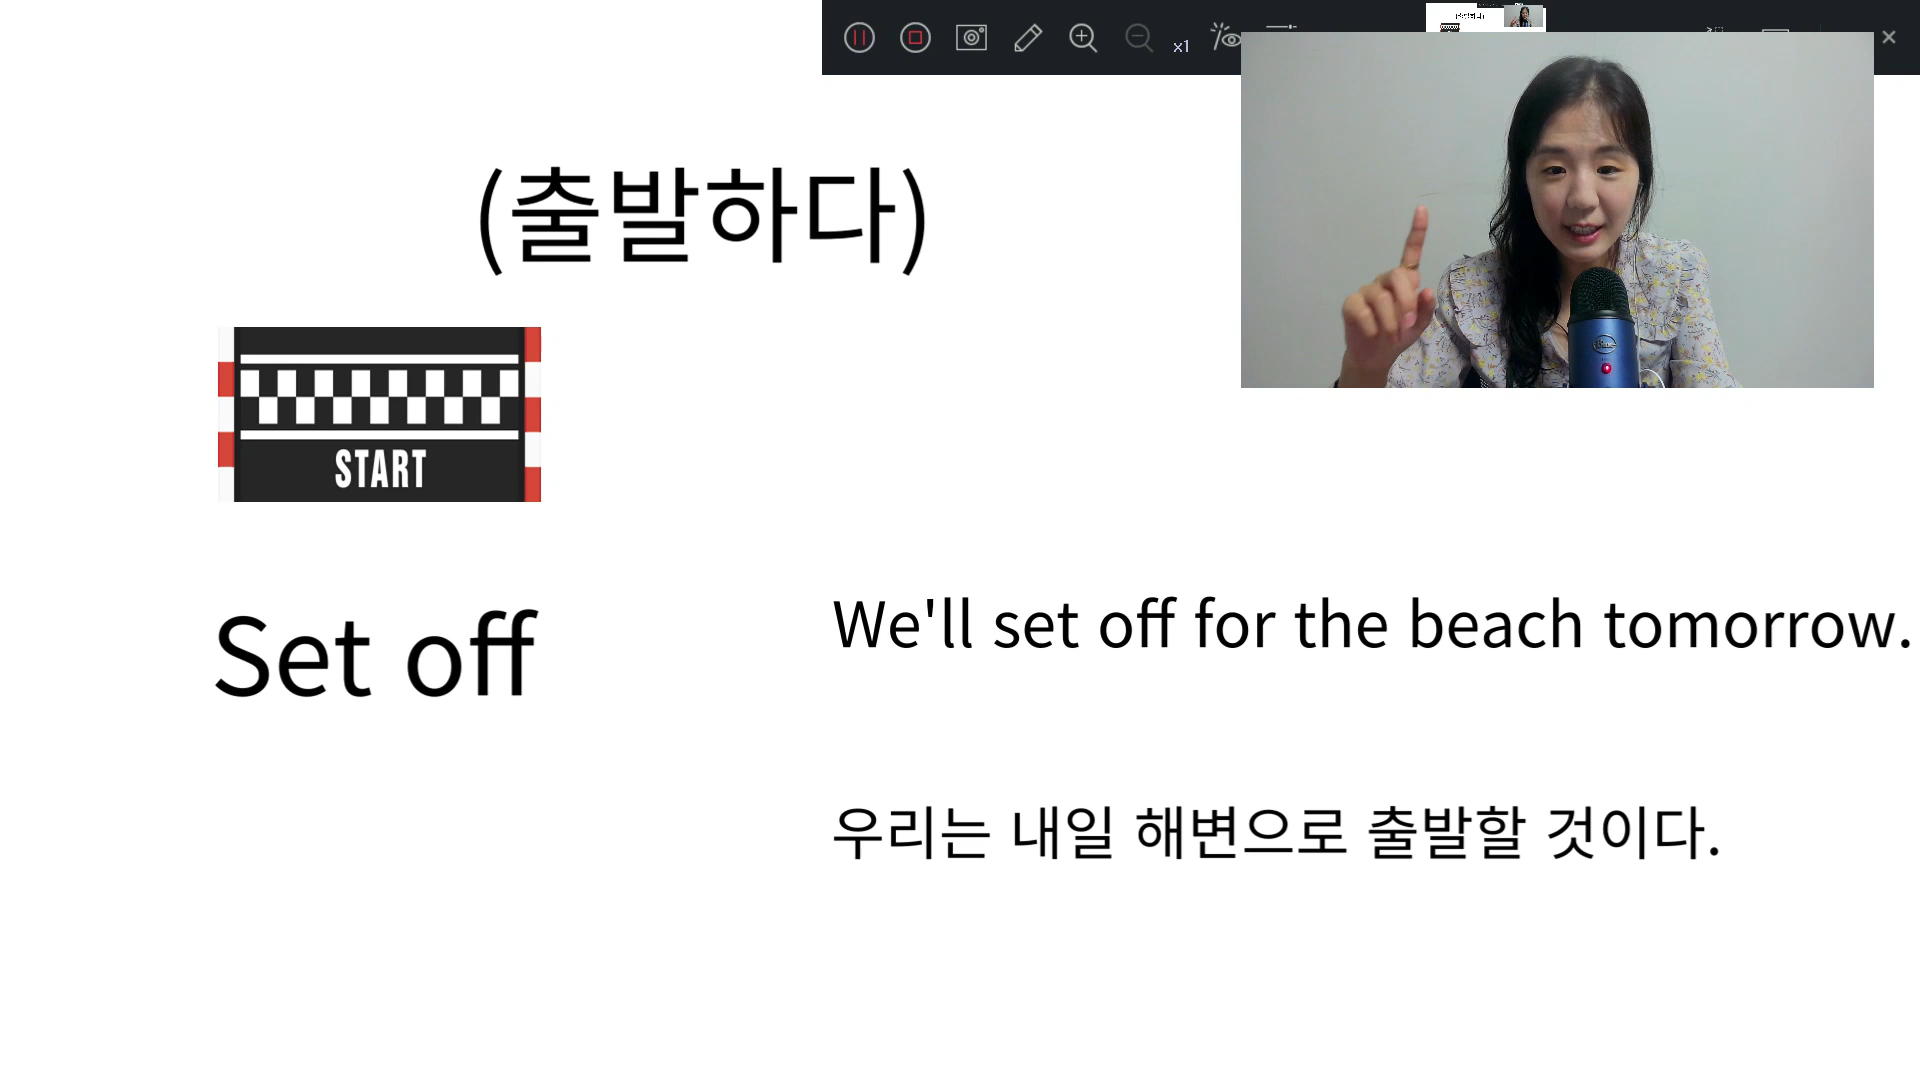 x1
(출발하다)
START
Set off
We'll set off for the beach tomorrow.
우리는 내일 해변으로 출발할 것이다.